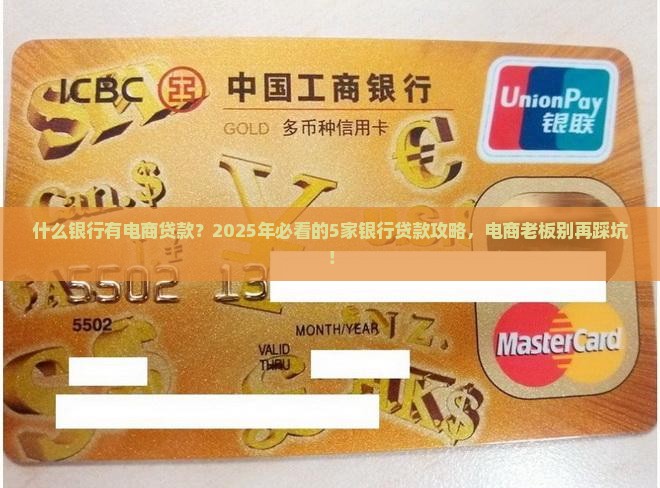 ICBC 中国工商银行
UnionPay
银联
GOLD 多币种信用卡
什么银行有电商贷款？2025年必看的5家银行贷款攻略，电商老板别再踩坑
！
5502 13
5502
MONTH/YEAR
VALID
THRU
MasterCard